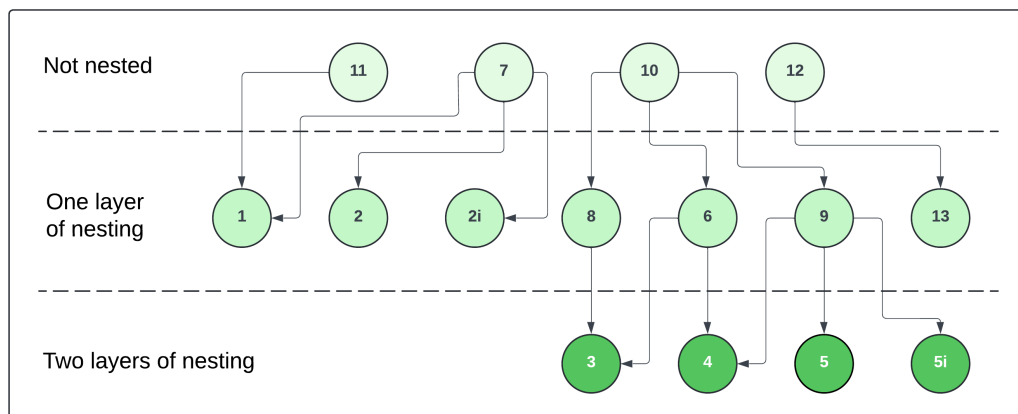 Not nested
11
7
10
12
One layer
of nesting
1
2
2i
8
6
9
13
Two layers of nesting
3
4
5
5i